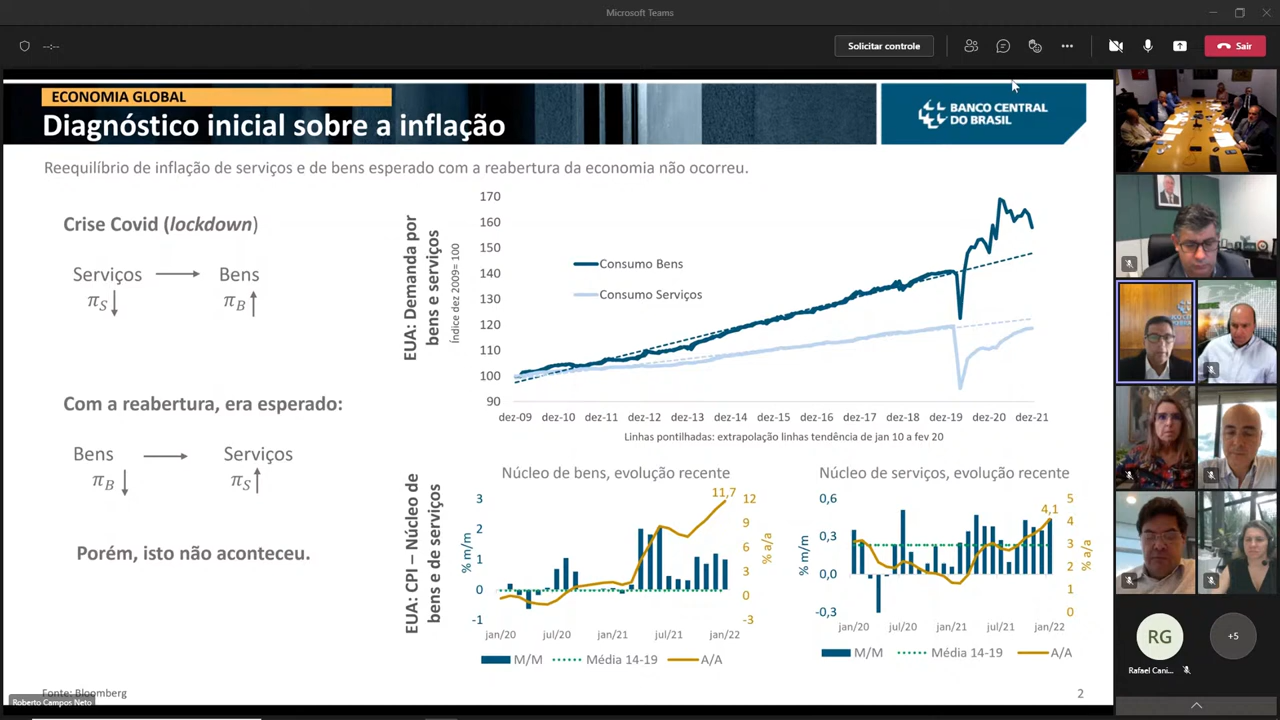 Microsoft Teams
--:--
Solicitar controle
Sair
ECONOMIA GLOBAL
Diagnóstico inicial sobre a inflação
BANCO CENTRAL
DO BRASIL
Reequilíbrio de inflação de serviços e de bens esperado com a reabertura da economia não ocorreu.
Crise Covid (lockdown)
Serviços → Bens
π_S↓ π_B↑
Com a reabertura, era esperado:
Bens → Serviços
π_B↓ π_S↑
Porém, isto não aconteceu.
EUA: Demanda por
bens e serviços
Índice dez 2009= 100
170
160
150
140
130
120
110
100
90
Consumo Bens
Consumo Serviços
dez-09 dez-10 dez-11 dez-12 dez-13 dez-14 dez-15 dez-16 dez-17 dez-18 dez-19 dez-20 dez-21
Linhas pontilhadas: extrapolação linhas tendência de jan 10 a fev 20
EUA: CPI – Núcleo de
bens e de serviços
Núcleo de bens, evolução recente
% m/m
3
2
1
0
-1
11,7
12
9
6
3
0
-3
% a/a
jan/20 jul/20 jan/21 jul/21 jan/22
M/M Média 14-19 A/A
Núcleo de serviços, evolução recente
% m/m
0,6
0,3
0,0
-0,3
4,1
5
4
3
2
1
0
% a/a
jan/20 jul/20 jan/21 jul/21 jan/22
M/M Média 14-19 A/A
Fonte: Bloomberg
Roberto Campos Neto
2
RG
Rafael Cani...
+5